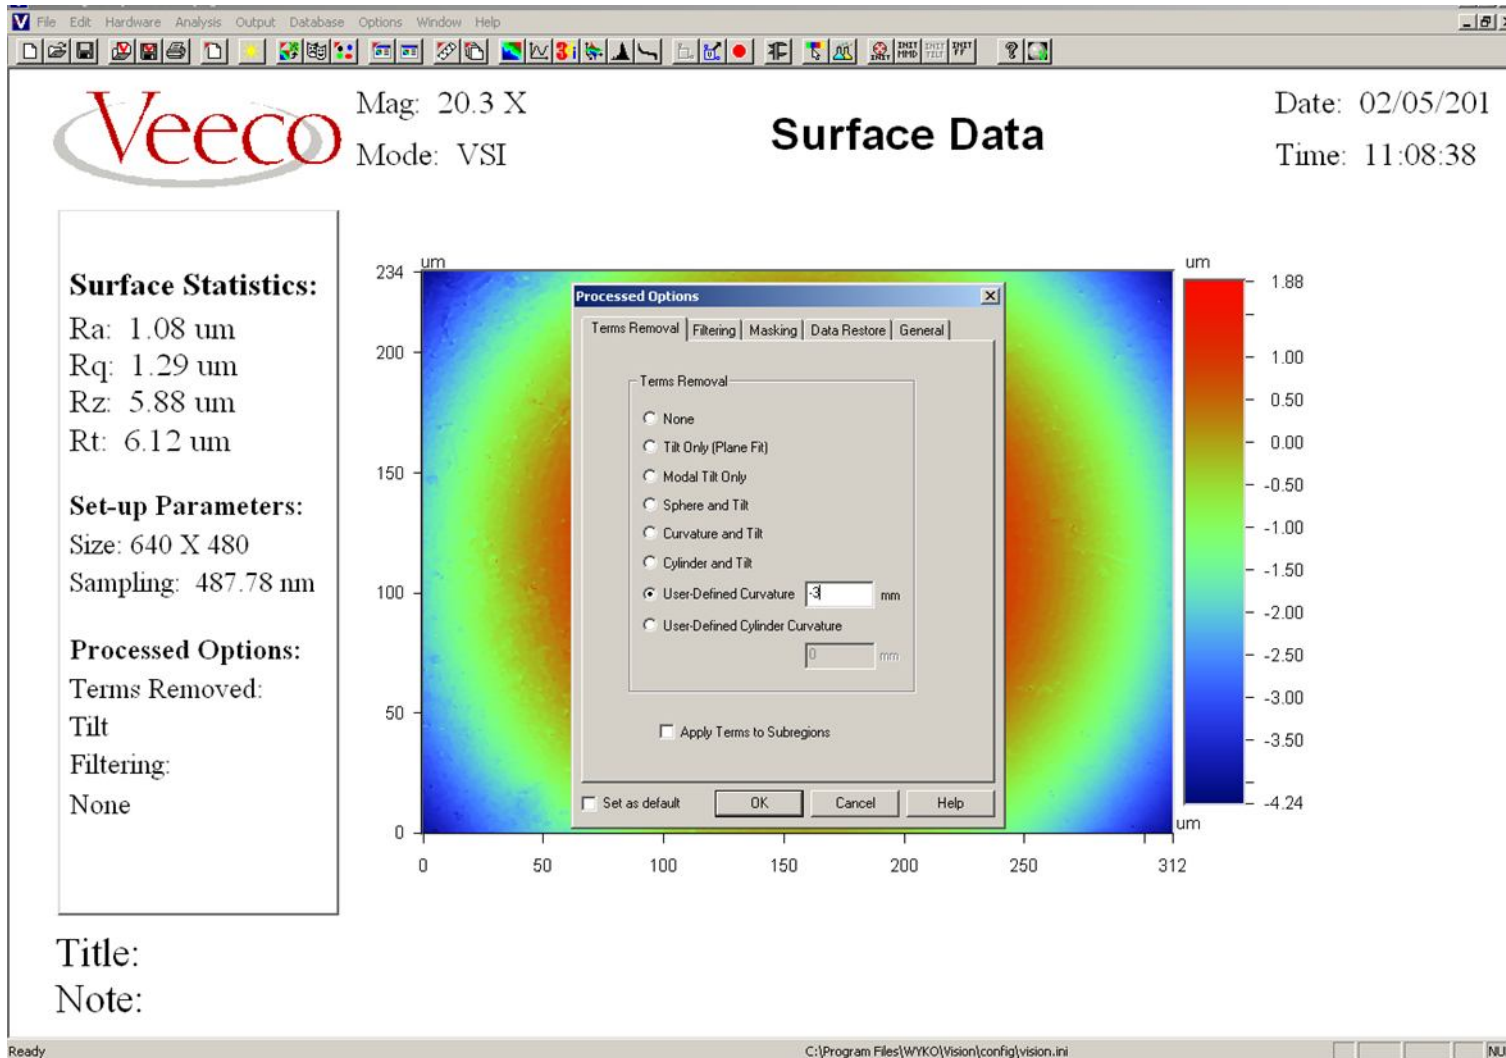 File Edit Hardware Analysis Output Database Options Window Help
Veeco
Mag: 20.3 X
Mode: VSI
Surface Data
Date: 02/05/201
Time: 11:08:38
Surface Statistics:
Ra: 1.08 um
Rq: 1.29 um
Rz: 5.88 um
Rt: 6.12 um
Set-up Parameters:
Size: 640 X 480
Sampling: 487.78 nm
Processed Options:
Terms Removed:
Tilt
Filtering:
None
um
234
200
150
100
50
0
0 50 100 150 200 250 312
um
Processed Options
Terms Removal Filtering Masking Data Restore General
Terms Removal
None
Tilt Only (Plane Fit)
Modal Tilt Only
Sphere and Tilt
Curvature and Tilt
Cylinder and Tilt
User-Defined Curvature -3 mm
User-Defined Cylinder Curvature
0 mm
Apply Terms to Subregions
Set as default OK Cancel Help
um
1.88
1.00
0.50
0.00
-0.50
-1.00
-1.50
-2.00
-2.50
-3.00
-3.50
-4.24
Title:
Note:
Ready C:\Program Files\WYKO\Vision\config\vision.ini NU